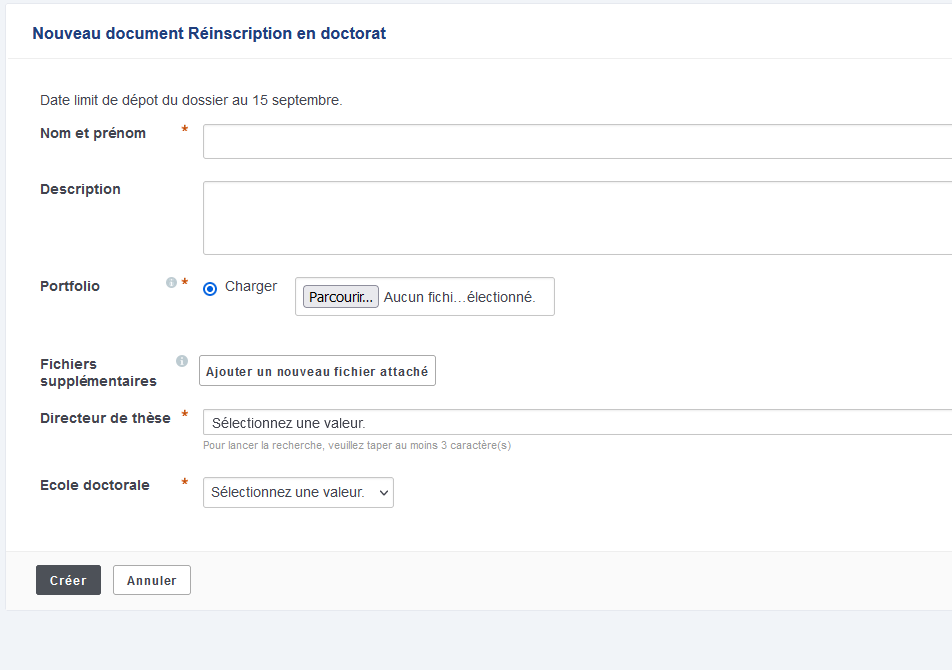 Nouveau document Réinscription en doctorat
Date limit de dépot du dossier au 15 septembre.
Nom et prénom *
Description
Portfolio i * Charger Parcourir... Aucun fichi...électionné.
Fichiers supplémentaires i Ajouter un nouveau fichier attaché
Directeur de thèse * Sélectionnez une valeur.
Pour lancer la recherche, veuillez taper au moins 3 caractère(s)
Ecole doctorale * Sélectionnez une valeur.
Créer Annuler